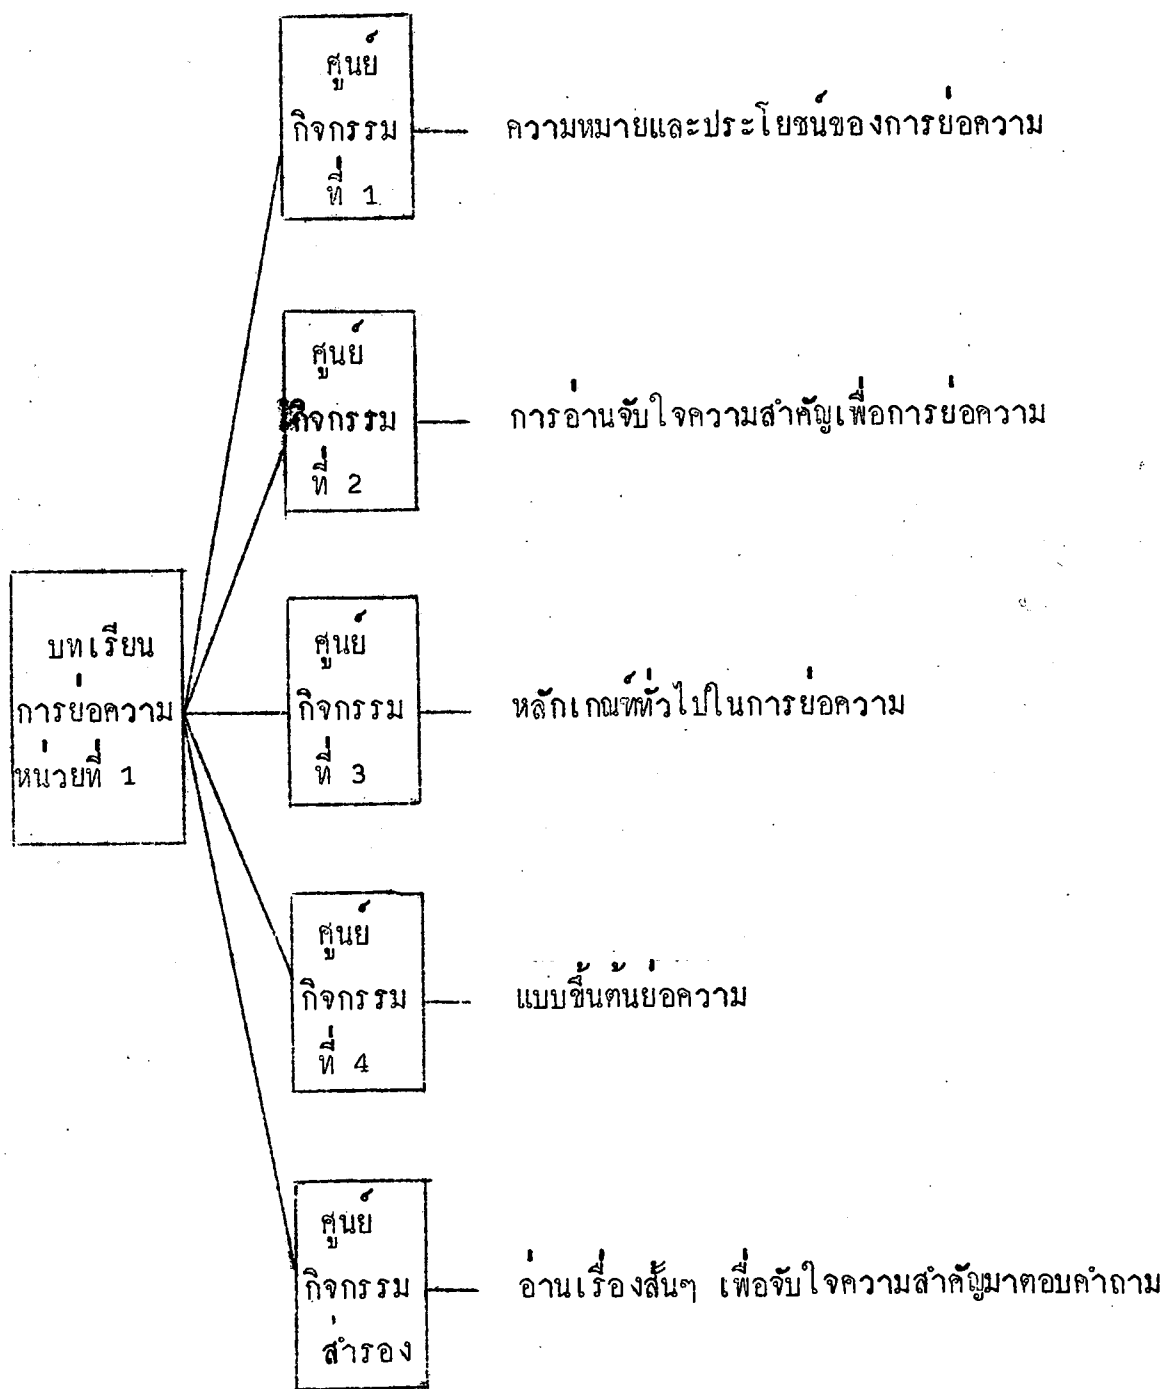 ศูนย์
กิจกรรม
ที่ 1
ความหมายและประโยชน์ของการย่อความ
ศูนย์
กิจกรรม
ที่ 2
การอ่านจับใจความสำคัญเพื่อการย่อความ
บทเรียน
การย่อความ
หน่วยที่ 1
ศูนย์
กิจกรรม
ที่ 3
หลักเกณฑ์ทั่วไปในการย่อความ
ศูนย์
กิจกรรม
ที่ 4
แบบขึ้นต้นย่อความ
ศูนย์
กิจกรรม
สำรอง
อ่านเรื่องสั้นๆ เพื่อจับใจความสำคัญมาตอบคำถาม